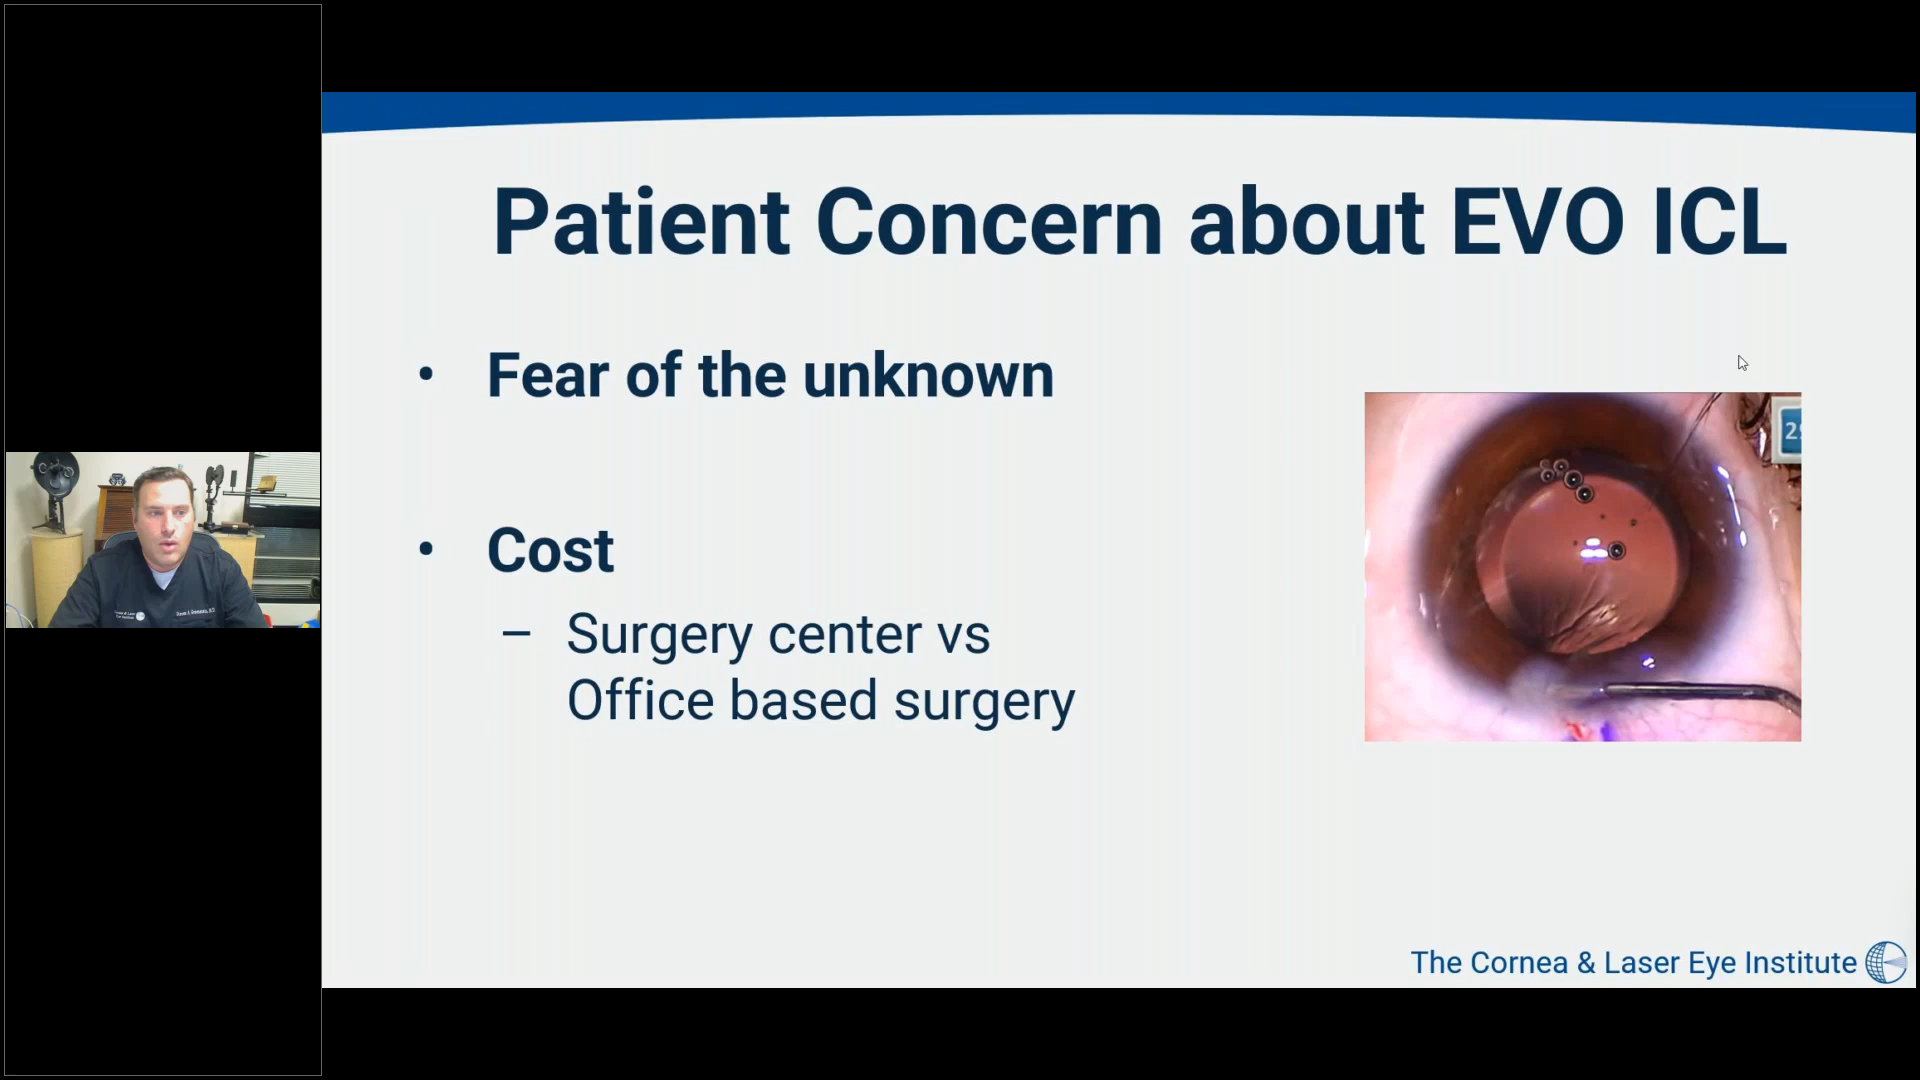 Patient Concern about EVO ICL
• Fear of the unknown
• Cost
– Surgery center vs
Office based surgery
The Cornea & Laser Eye Institute